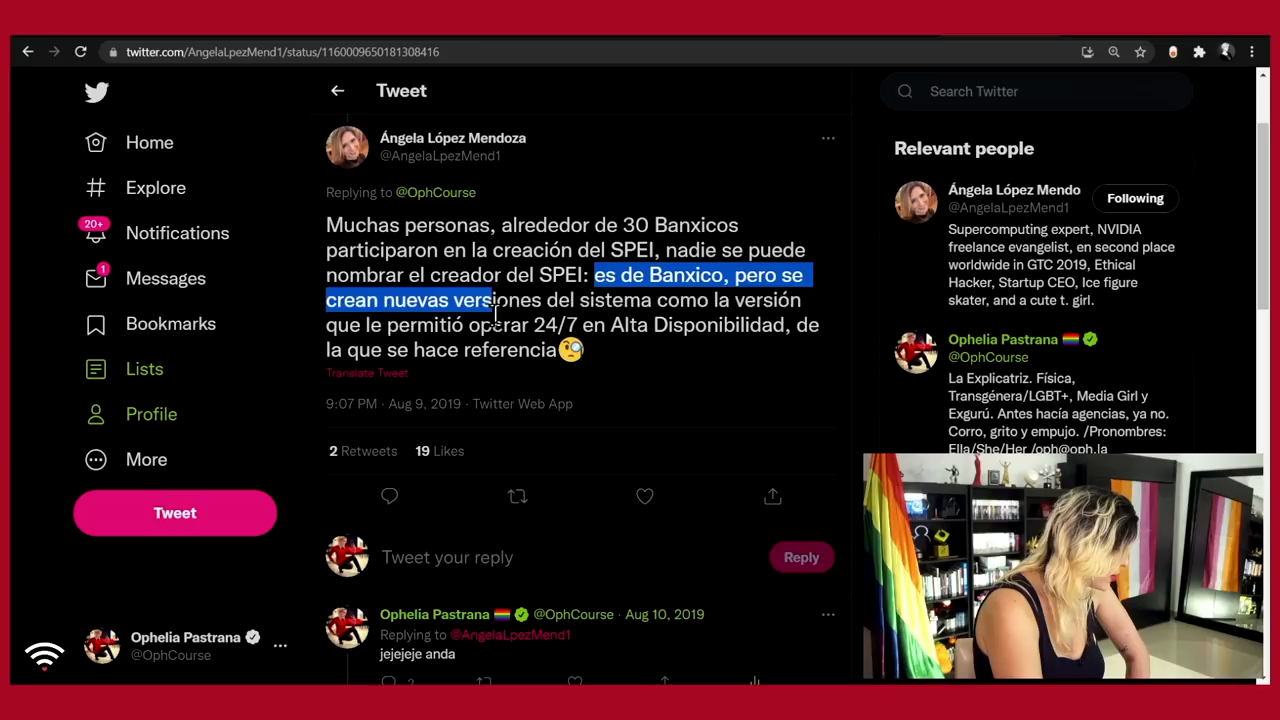 twitter.com/AngelaLpezMend1/status/1160009650181308416
Home
Explore
20+
Notifications
1
Messages
Bookmarks
Lists
Profile
More
Tweet
Ophelia Pastrana
@OphCourse
Tweet
Ángela López Mendoza
@AngelaLpezMend1
Replying to @OphCourse
Muchas personas, alrededor de 30 Banxicos
participaron en la creación del SPEI, nadie se puede
nombrar el creador del SPEI: es de Banxico, pero se
crean nuevas versiones del sistema como la versión
que le permitió operar 24/7 en Alta Disponibilidad, de
la que se hace referencia🧐
Translate Tweet
9:07 PM · Aug 9, 2019 · Twitter Web App
2 Retweets 19 Likes
Tweet your reply
Reply
Ophelia Pastrana 🏳️‍🌈 @OphCourse · Aug 10, 2019
Replying to @AngelaLpezMend1
jejejeje anda
2
Search Twitter
Relevant people
Ángela López Mendo
@AngelaLpezMend1
Following
Supercomputing expert, NVIDIA
freelance evangelist, en second place
worldwide in GTC 2019, Ethical
Hacker, Startup CEO, Ice figure
skater, and a cute t. girl.
Ophelia Pastrana 🏳️‍🌈
@OphCourse
La Explicatriz. Física,
Transgénera/LGBT+, Media Girl y
Exgurú. Antes hacía agencias, ya no.
Corro, grito y empujo. /Pronombres:
Ella/She/Her /oph@oph.la